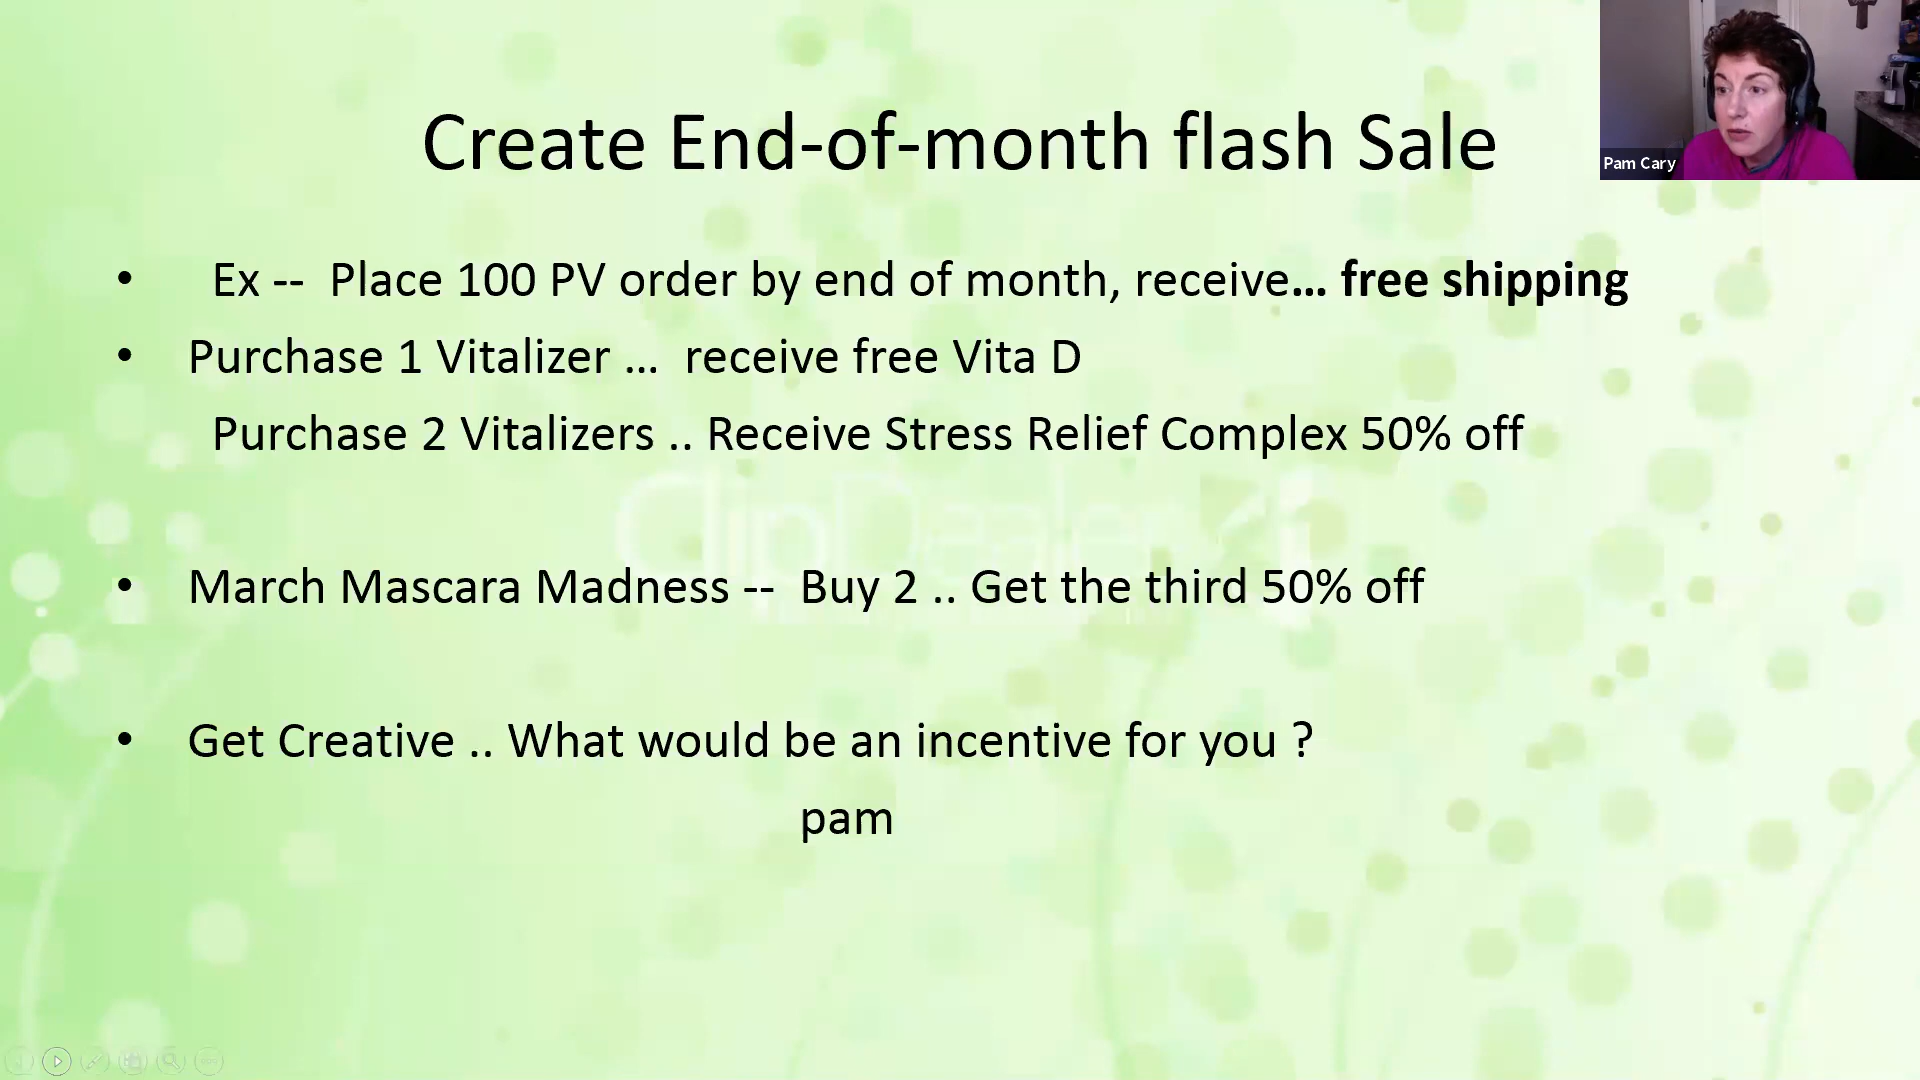 Create End-of-month flash Sale
Pam Cary
• Ex -- Place 100 PV order by end of month, receive... free shipping
• Purchase 1 Vitalizer ... receive free Vita D
Purchase 2 Vitalizers .. Receive Stress Relief Complex 50% off
ClipDealer
• March Mascara Madness -- Buy 2 .. Get the third 50% off
• Get Creative .. What would be an incentive for you ?
pam